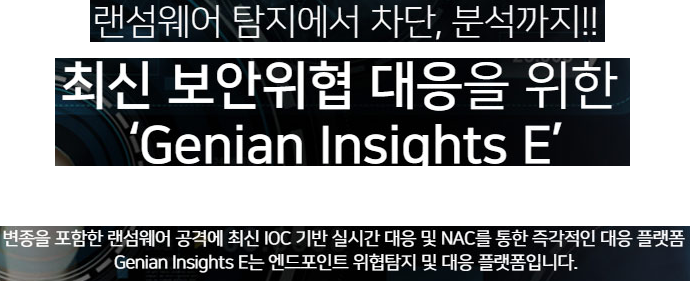 랜섬웨어 탐지에서 차단, 분석까지!!
최신 보안위협 대응을 위한
‘Genian Insights E’
변종을 포함한 랜섬웨어 공격에 최신 IOC 기반 실시간 대응 및 NAC를 통한 즉각적인 대응 플랫폼
Genian Insights E는 엔드포인트 위협탐지 및 대응 플랫폼입니다.